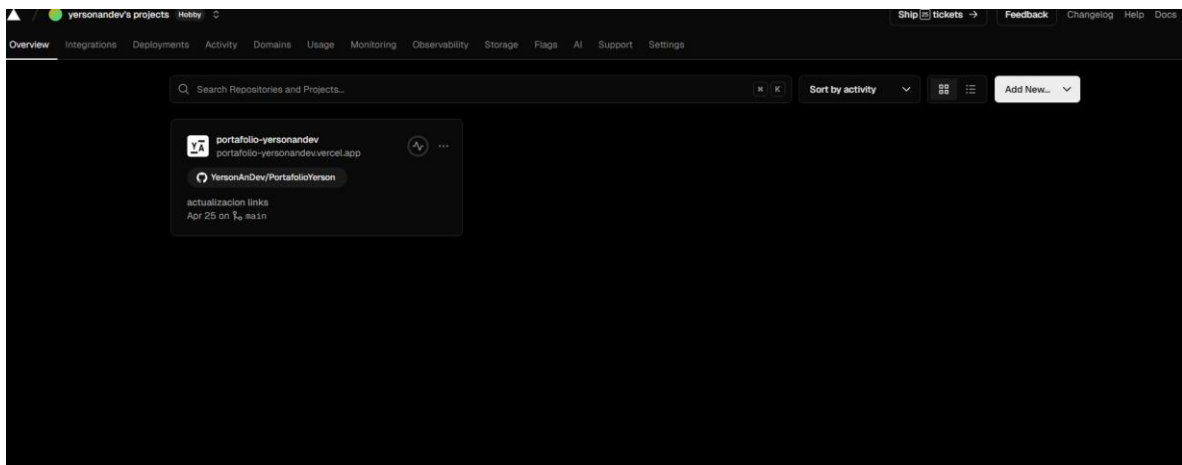 yersonandev's projects Hobby Ship 25 tickets → Feedback Changelog Help Docs
Overview Integrations Deployments Activity Domains Usage Monitoring Observability Storage Flags AI Support Settings
Search Repositories and Projects... ⌘ K Sort by activity Add New...
YA portafolio-yersonandev
portafolio-yersonandev.vercel.app
YersonAnDev/PortafolioYerson
actualizacion links
Apr 25 on main